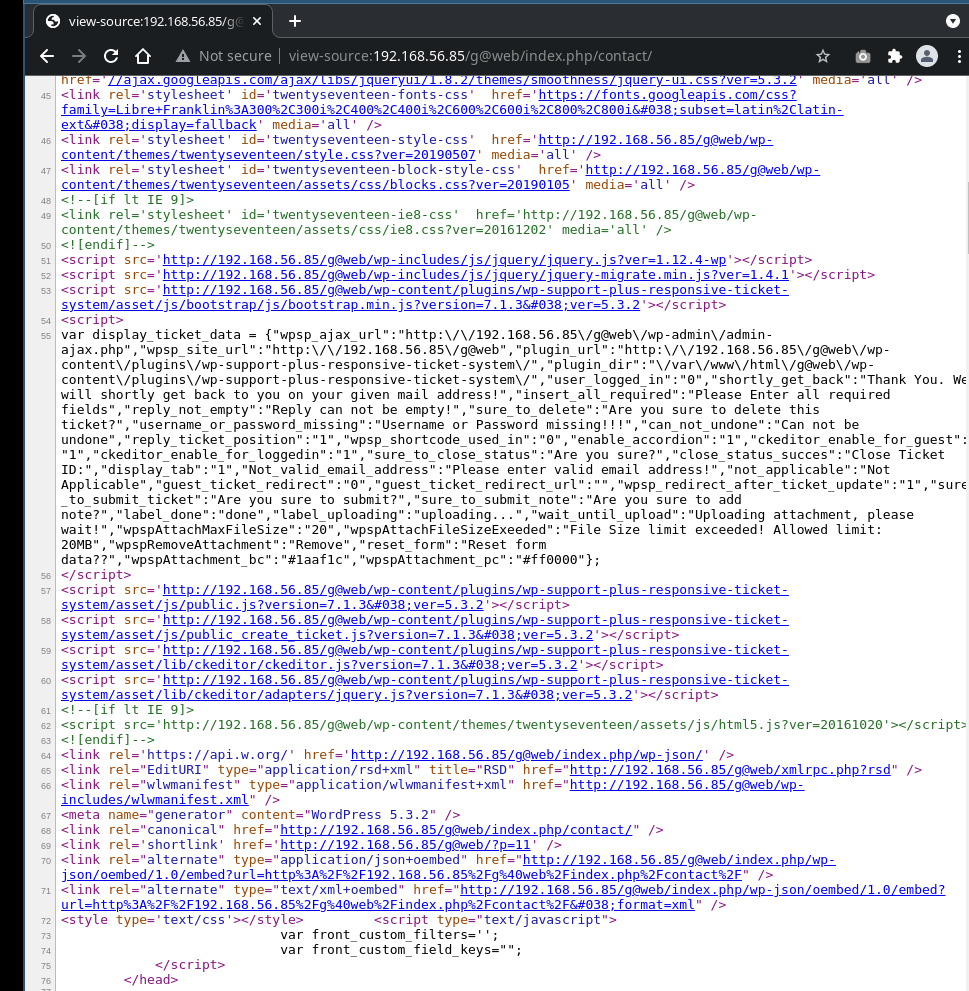 view-source:192.168.56.85/g@
Not secure
view-source:192.168.56.85/g@web/index.php/contact/
href='//ajax.googleapis.com/ajax/libs/jqueryui/1.8.2/themes/smoothness/jquery-ui.css?ver=5.3.2' media='all' />
45 <link rel='stylesheet' id='twentyseventeen-fonts-css'  href='https://fonts.googleapis.com/css?
family=Libre+Franklin%3A300%2C300i%2C400%2C400i%2C600%2C600i%2C800%2C800i&#038;subset=latin%2Clatin-
ext&#038;display=fallback' media='all' />
46 <link rel='stylesheet' id='twentyseventeen-style-css'  href='http://192.168.56.85/g@web/wp-
content/themes/twentyseventeen/style.css?ver=20190507' media='all' />
47 <link rel='stylesheet' id='twentyseventeen-block-style-css'  href='http://192.168.56.85/g@web/wp-
content/themes/twentyseventeen/assets/css/blocks.css?ver=20190105' media='all' />
48 <!--[if lt IE 9]>
49 <link rel='stylesheet' id='twentyseventeen-ie8-css'  href='http://192.168.56.85/g@web/wp-
content/themes/twentyseventeen/assets/css/ie8.css?ver=20161202' media='all' />
50 <![endif]-->
51 <script src='http://192.168.56.85/g@web/wp-includes/js/jquery/jquery.js?ver=1.12.4-wp'></script>
52 <script src='http://192.168.56.85/g@web/wp-includes/js/jquery/jquery-migrate.min.js?ver=1.4.1'></script>
53 <script src='http://192.168.56.85/g@web/wp-content/plugins/wp-support-plus-responsive-ticket-
system/asset/js/bootstrap/js/bootstrap.min.js?version=7.1.3&#038;ver=5.3.2'></script>
54 <script>
55 var display_ticket_data = {"wpsp_ajax_url":"http:\/\/192.168.56.85\/g@web\/wp-admin\/admin-
ajax.php","wpsp_site_url":"http:\/\/192.168.56.85\/g@web","plugin_url":"http:\/\/192.168.56.85\/g@web\/wp-
content\/plugins\/wp-support-plus-responsive-ticket-system\/","plugin_dir":"\/var\/www\/html\/g@web\/wp-
content\/plugins\/wp-support-plus-responsive-ticket-system\/","user_logged_in":"0","shortly_get_back":"Thank You. We
will shortly get back to you on your given mail address!","insert_all_required":"Please Enter all required
fields","reply_not_empty":"Reply can not be empty!","sure_to_delete":"Are you sure to delete this
ticket?","username_or_password_missing":"Username or Password missing!!!","can_not_undone":"Can not be
undone","reply_ticket_position":"1","wpsp_shortcode_used_in":"0","enable_accordion":"1","ckeditor_enable_for_guest":
"1","ckeditor_enable_for_loggedin":"1","sure_to_close_status":"Are you sure?","close_status_succes":"Close Ticket
ID:","display_tab":"1","Not_valid_email_address":"Please enter valid email address!","not_applicable":"Not
Applicable","guest_ticket_redirect":"0","guest_ticket_redirect_url":"","wpsp_redirect_after_ticket_update":"1","sure
_to_submit_ticket":"Are you sure to submit?","sure_to_submit_note":"Are you sure to add
note?","label_done":"done","label_uploading":"uploading...","wait_until_upload":"Uploading attachment, please
wait!","wpspAttachMaxFileSize":"20","wpspAttachFileSizeExeeded":"File Size limit exceeded! Allowed limit:
20MB","wpspRemoveAttachment":"Remove","reset_form":"Reset form
data??","wpspAttachment_bc":"#1aaf1c","wpspAttachment_pc":"#ff0000"};
56 </script>
57 <script src='http://192.168.56.85/g@web/wp-content/plugins/wp-support-plus-responsive-ticket-
system/asset/js/public.js?version=7.1.3&#038;ver=5.3.2'></script>
58 <script src='http://192.168.56.85/g@web/wp-content/plugins/wp-support-plus-responsive-ticket-
system/asset/js/public_create_ticket.js?version=7.1.3&#038;ver=5.3.2'></script>
59 <script src='http://192.168.56.85/g@web/wp-content/plugins/wp-support-plus-responsive-ticket-
system/asset/lib/ckeditor/ckeditor.js?version=7.1.3&#038;ver=5.3.2'></script>
60 <script src='http://192.168.56.85/g@web/wp-content/plugins/wp-support-plus-responsive-ticket-
system/asset/lib/ckeditor/adapters/jquery.js?version=7.1.3&#038;ver=5.3.2'></script>
61 <!--[if lt IE 9]>
62 <script src='http://192.168.56.85/g@web/wp-content/themes/twentyseventeen/assets/js/html5.js?ver=20161020'></script>
63 <![endif]-->
64 <link rel='https://api.w.org/' href='http://192.168.56.85/g@web/index.php/wp-json/' />
65 <link rel="EditURI" type="application/rsd+xml" title="RSD" href="http://192.168.56.85/g@web/xmlrpc.php?rsd" />
66 <link rel="wlwmanifest" type="application/wlwmanifest+xml" href="http://192.168.56.85/g@web/wp-
includes/wlwmanifest.xml" />
67 <meta name="generator" content="WordPress 5.3.2" />
68 <link rel="canonical" href="http://192.168.56.85/g@web/index.php/contact/" />
69 <link rel='shortlink' href='http://192.168.56.85/g@web/?p=11' />
70 <link rel="alternate" type="application/json+oembed" href="http://192.168.56.85/g@web/index.php/wp-
json/oembed/1.0/embed?url=http%3A%2F%2F192.168.56.85%2Fg%40web%2Findex.php%2Fcontact%2F" />
71 <link rel="alternate" type="text/xml+oembed" href="http://192.168.56.85/g@web/index.php/wp-json/oembed/1.0/embed?
url=http%3A%2F%2F192.168.56.85%2Fg%40web%2Findex.php%2Fcontact%2F&#038;format=xml" />
72 <style type='text/css'></style>         <script type="text/javascript">
73 var front_custom_filters='';
74 var front_custom_field_keys="";
75 </script>
76 </head>